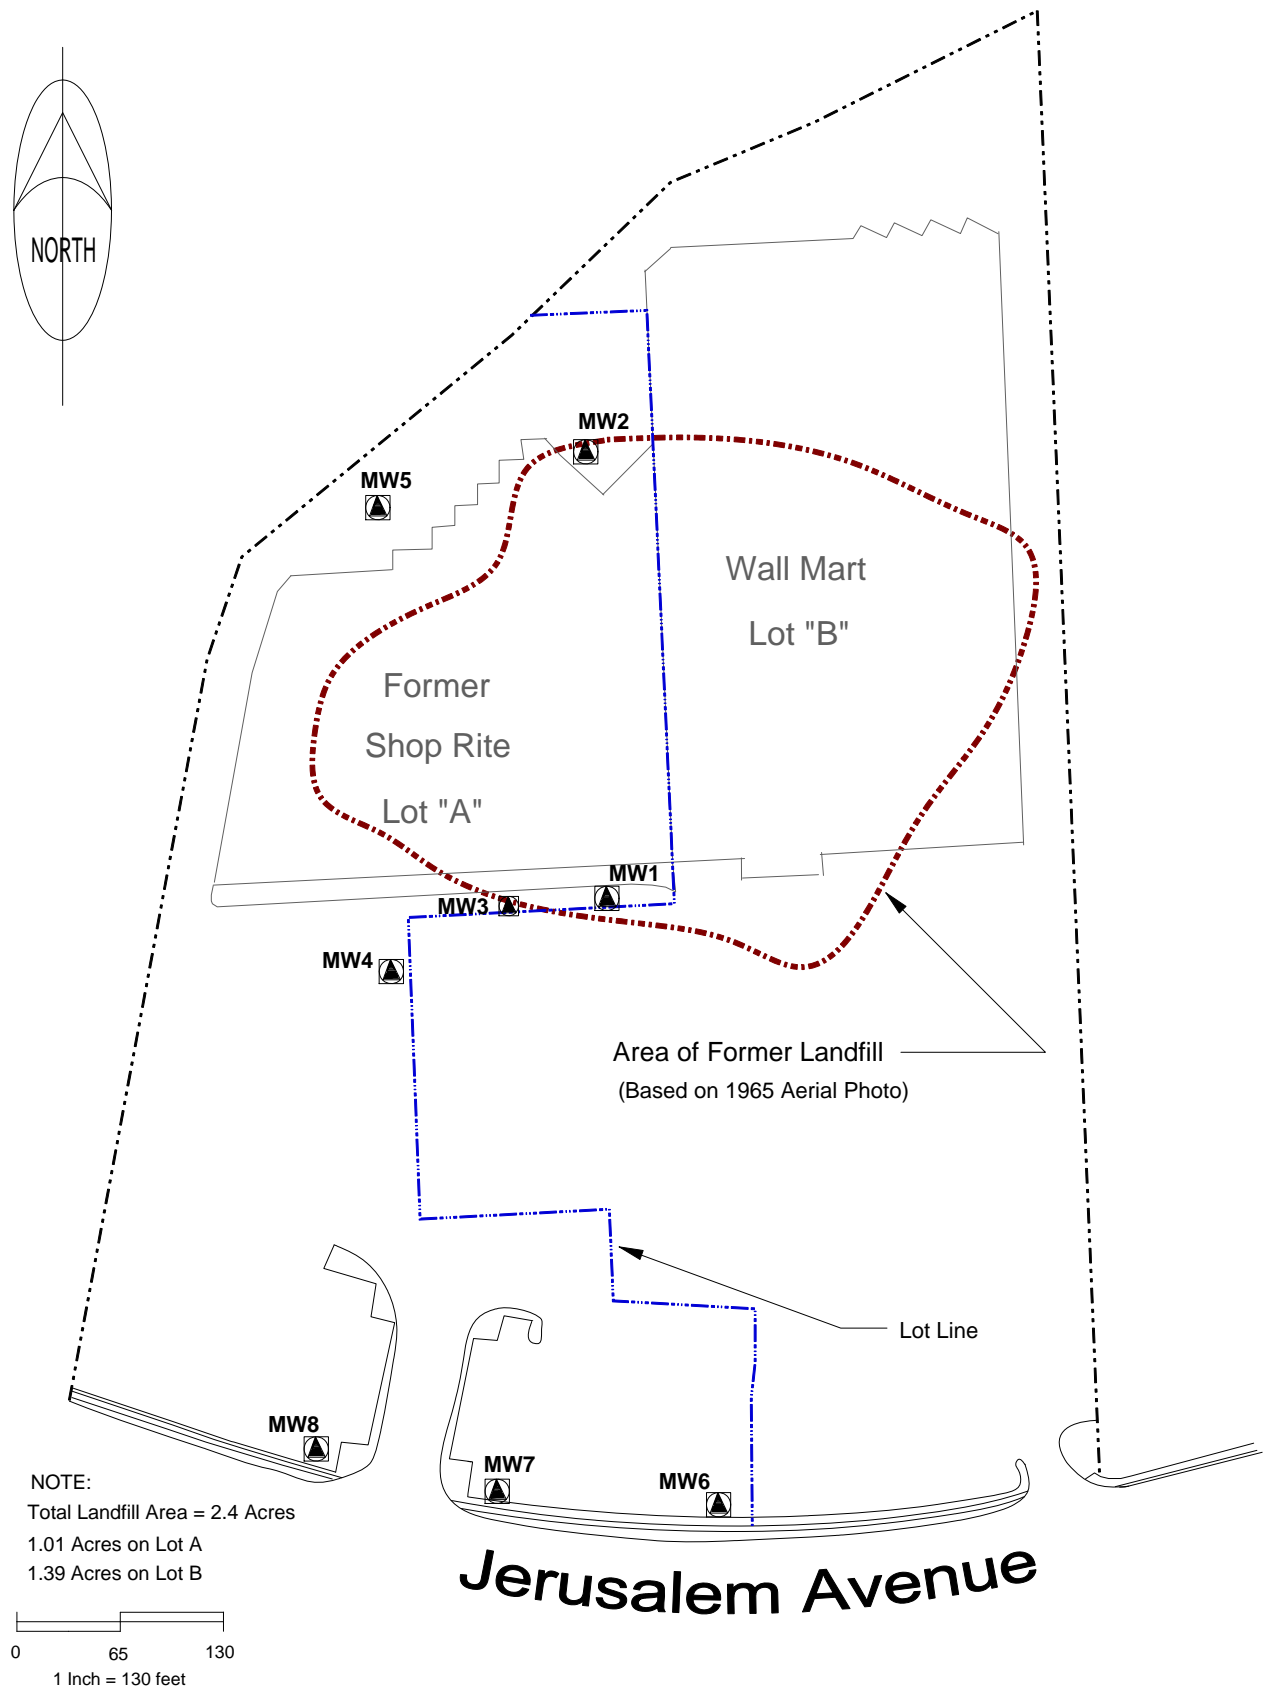 NORTH
MW2
MW5
Wall Mart
Lot "B"
Former
Shop Rite
Lot "A"
MW1
MW3
MW4
Area of Former Landfill
(Based on 1965 Aerial Photo)
Lot Line
MW8
MW7
MW6
NOTE:
Total Landfill Area = 2.4 Acres
1.01 Acres on Lot A
1.39 Acres on Lot B
Jerusalem Avenue
0 65 130
1 Inch = 130 feet